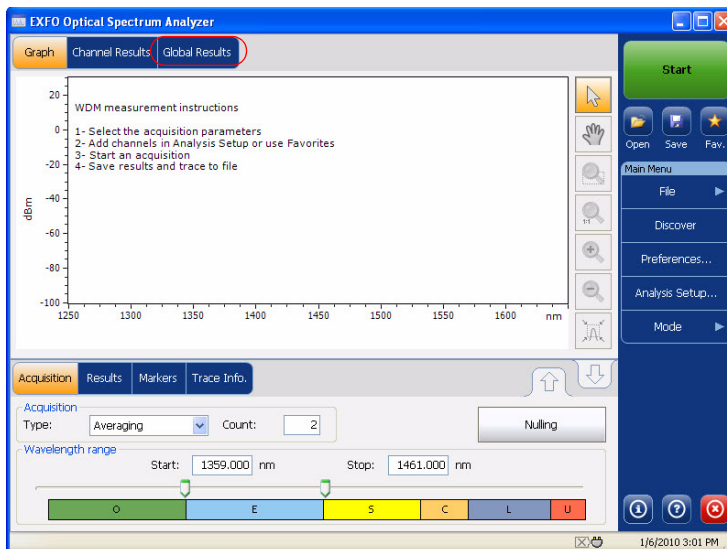 EXFO Optical Spectrum Analyzer
Graph
Channel Results
Global Results
WDM measurement instructions
1- Select the acquisition parameters
2- Add channels in Analysis Setup or use Favorites
3- Start an acquisition
4- Save results and trace to file
20
0
-20
-40
-60
-80
-100
dBm
1250 1300 1350 1400 1450 1500 1550 1600 nm
1:1
Start
Open Save Fav.
Main Menu
File
Discover
Preferences...
Analysis Setup...
Mode
Acquisition Results Markers Trace Info.
Acquisition
Type: Averaging Count: 2
Nulling
Wavelength range
Start: 1359.000 nm Stop: 1461.000 nm
O E S C L U
1/6/2010 3:01 PM